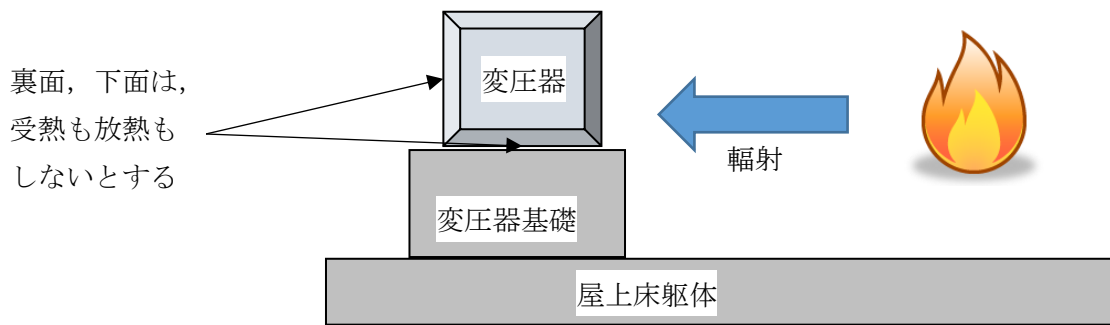 変圧器
裏面，下面は，
受熱も放熱も
しないとする
輻射
変圧器基礎
屋上床躯体